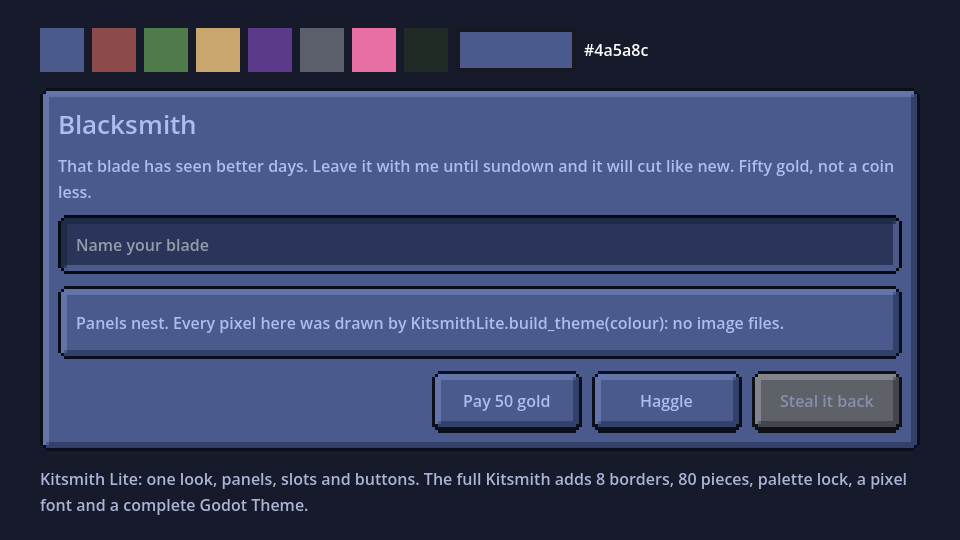 #4a5a8c
Blacksmith
That blade has seen better days. Leave it with me until sundown and it will cut like new. Fifty gold, not a coin
less.
Name your blade
Panels nest. Every pixel here was drawn by KitsmithLite.build_theme(colour): no image files.
Pay 50 gold
Haggle
Steal it back
Kitsmith Lite: one look, panels, slots and buttons. The full Kitsmith adds 8 borders, 80 pieces, palette lock, a pixel
font and a complete Godot Theme.